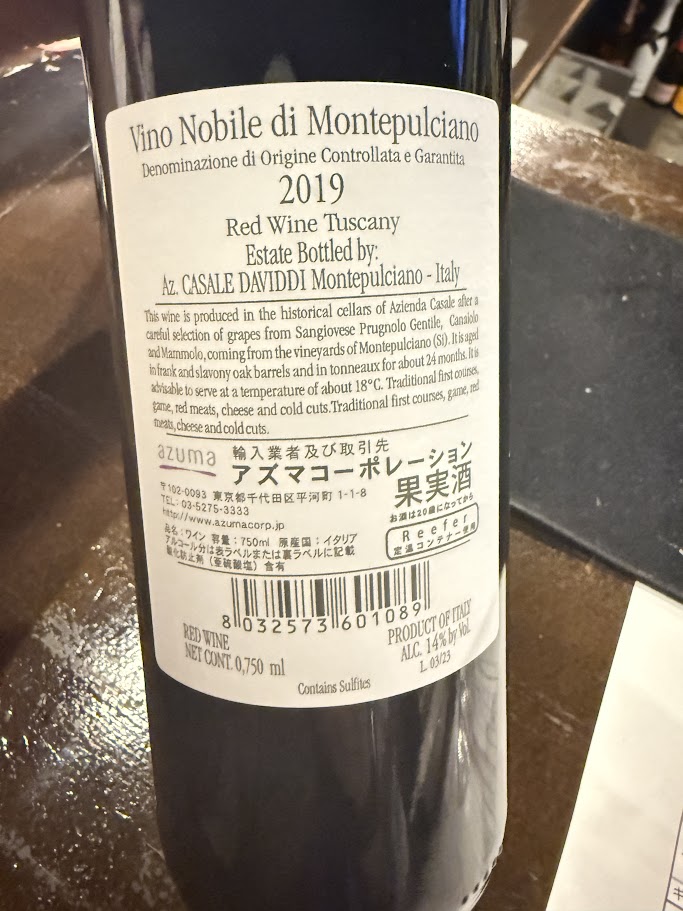 Vino Nobile di Montepulciano
Denominazione di Origine Controllata e Garantita
2019
Red Wine Tuscany
Estate Bottled by:
Az. CASALE DAVIDDI Montepulciano - Italy
This wine is produced in the historical cellars of Azienda Casale after a
careful selection of grapes from Sangiovese Prugnolo Gentile, Canaiolo
and Mammolo, coming from the vineyards of Montepulciano (Si). It is aged
in frank and slavony oak barrels and in tonneaux for about 24 months. It is
advisable to serve at a temperature of about 18°C. Traditional first courses,
game, red meats, cheese and cold cuts.Traditional first courses, game, red
meats, cheese and cold cuts.
azuma
輸入業者及び取引先
アズマコーポレーション
〒102-0093 東京都千代田区平河町 1-1-8
TEL: 03-5275-3333
http://www.azumacorp.jp
果実酒
お酒は20歳になってから
品名：ワイン 容量：750ml 原産国：イタリア
アルコール分は表ラベルまたは裏ラベルに記載
酸化防止剤（亜硫酸塩）含有
Reefer
定温コンテナー使用
8 032573 601089
RED WINE
NET CONT. 0,750 ml
PRODUCT OF ITALY
ALC. 14% by Vol.
L. 03/23
Contains Sulfites